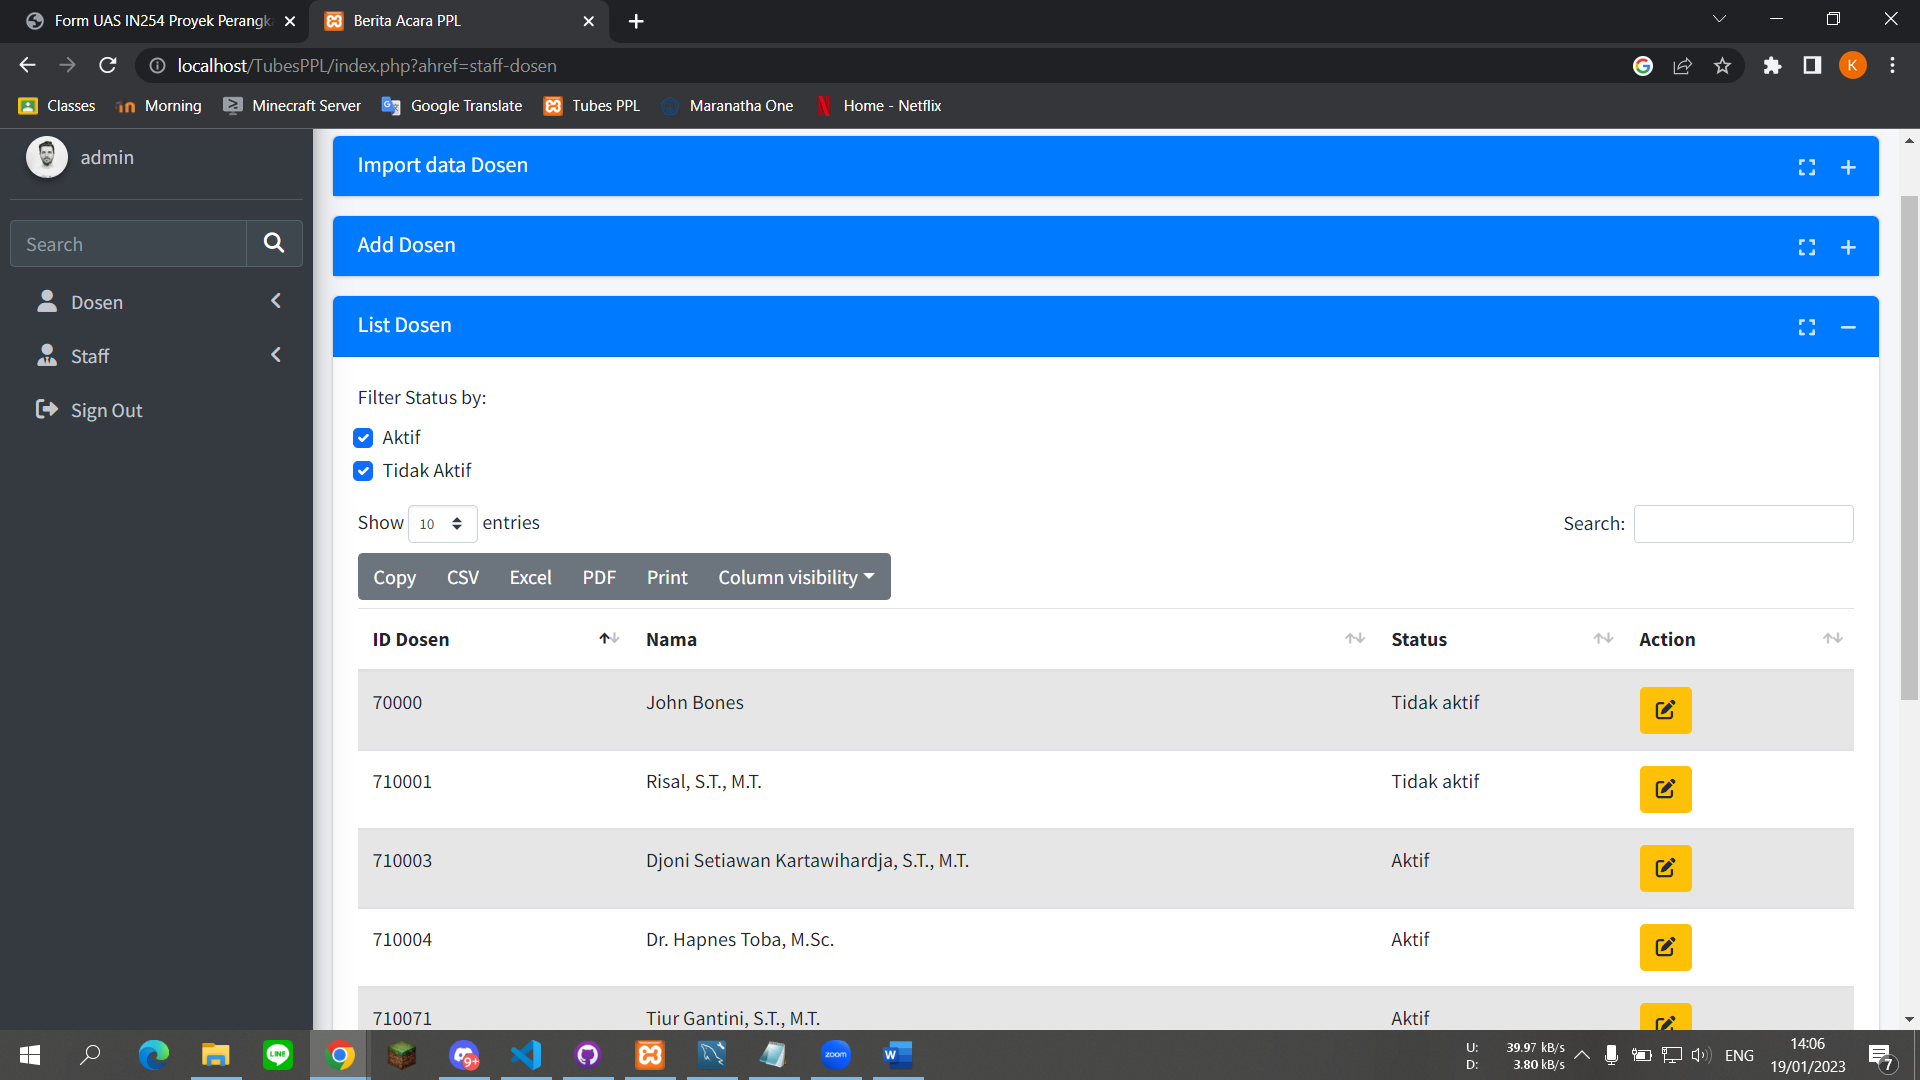 Form UAS IN254 Proyek Perangka
Berita Acara PPL
localhost/TubesPPL/index.php?ahref=staff-dosen
K
Classes
Morning
Minecraft Server
Google Translate
Tubes PPL
Maranatha One
Home - Netflix
admin
Search
Dosen
Staff
Sign Out
Import data Dosen
Add Dosen
List Dosen
Filter Status by:
Aktif
Tidak Aktif
Show 10 entries
Search:
Copy CSV Excel PDF Print Column visibility
ID Dosen Nama Status Action
70000 John Bones Tidak aktif
710001 Risal, S.T., M.T. Tidak aktif
710003 Djoni Setiawan Kartawihardja, S.T., M.T. Aktif
710004 Dr. Hapnes Toba, M.Sc. Aktif
710071 Tiur Gantini, S.T., M.T. Aktif
LINE
9+
zoom
W
U: 39.97 kB/s
D: 3.80 kB/s
ENG
14:06
19/01/2023
7